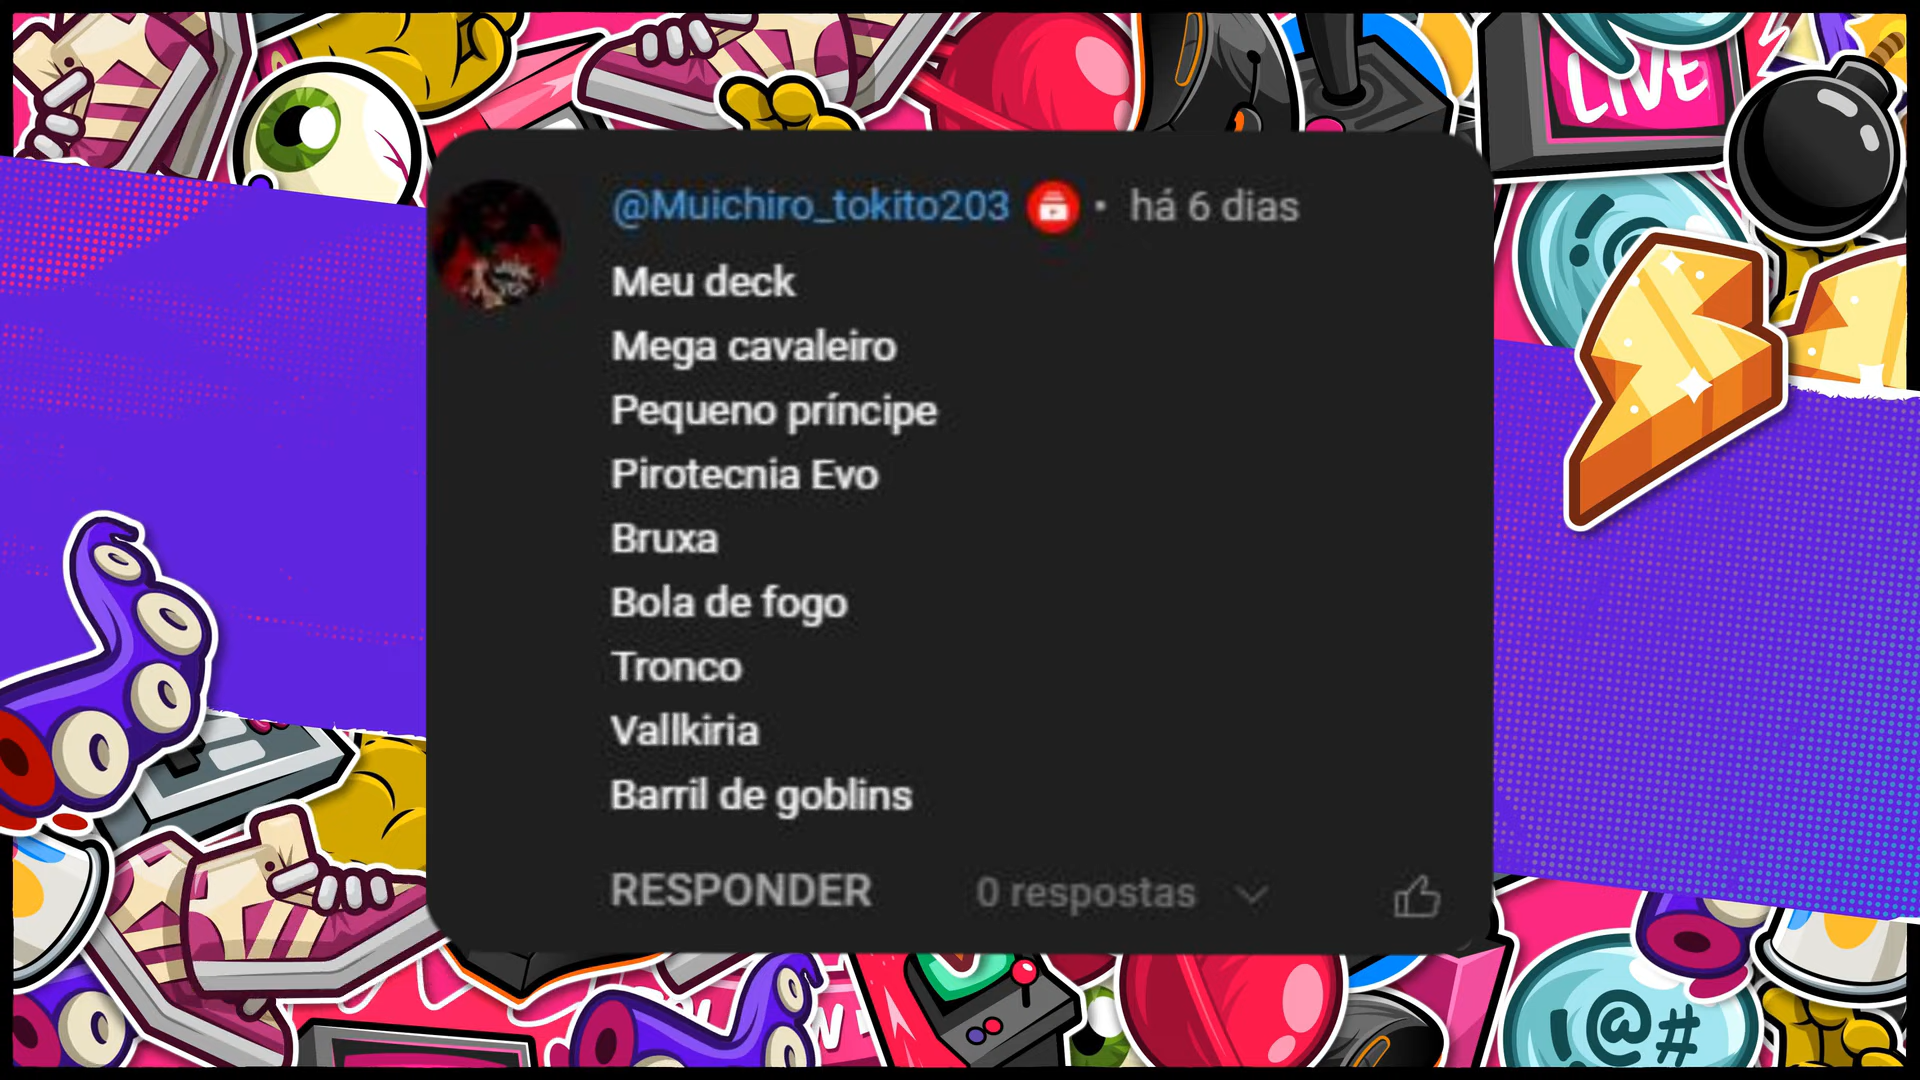 LIVE
@Muichiro_tokito203 • há 6 dias
Meu deck
Mega cavaleiro
Pequeno príncipe
Pirotecnia Evo
Bruxa
Bola de fogo
Tronco
Vallkiria
Barril de goblins
RESPONDER 0 respostas
!@#